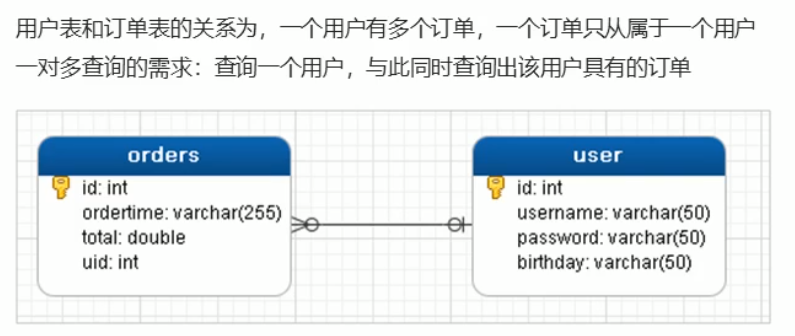 用户表和订单表的关系为，一个用户有多个订单，一个订单只从属于一个用户
一对多查询的需求：查询一个用户，与此同时查询出该用户具有的订单
orders
id: int
ordertime: varchar(255)
total: double
uid: int
user
id: int
username: varchar(50)
password: varchar(50)
birthday: varchar(50)